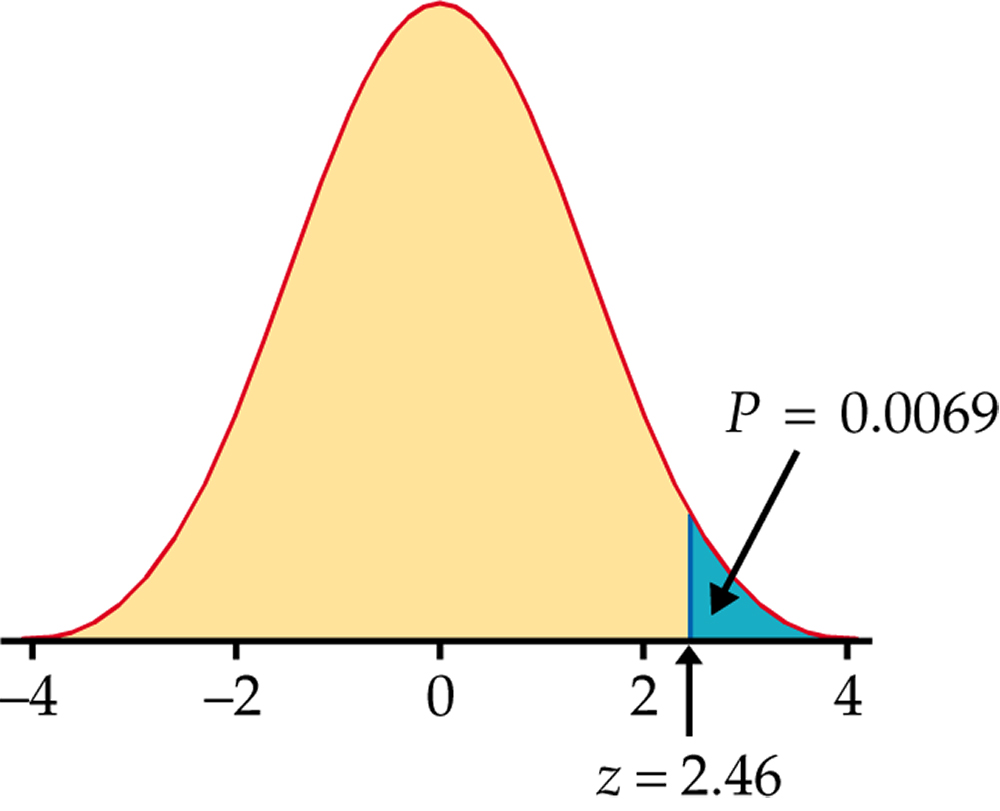 P = 0.0069
–4 –2 0 2 4
z = 2.46